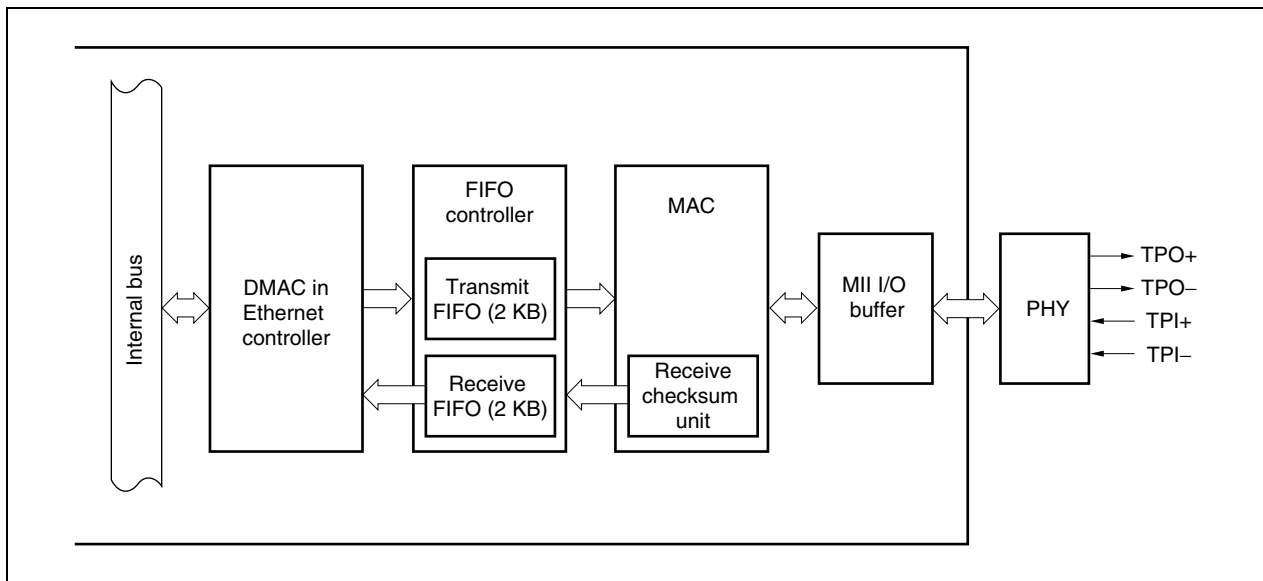 Internal bus
DMAC in
Ethernet
controller
FIFO
controller
Transmit
FIFO (2 KB)
Receive
FIFO (2 KB)
MAC
Receive
checksum
unit
MII I/O
buffer
PHY
TPO+
TPO−
TPI+
TPI−